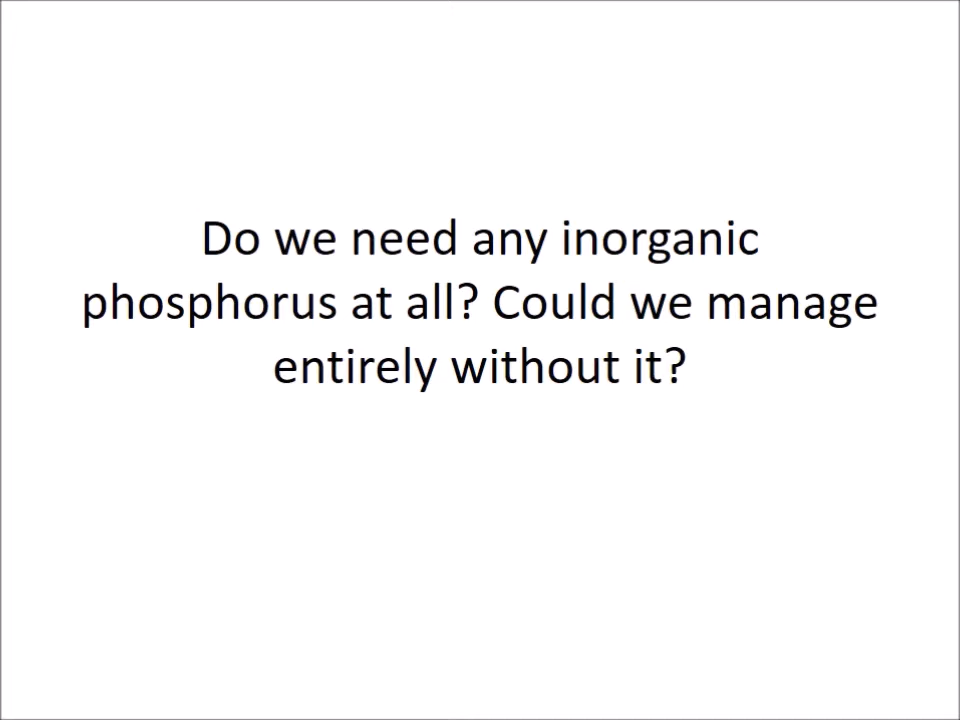 Do we need any inorganic
phosphorus at all? Could we manage
entirely without it?